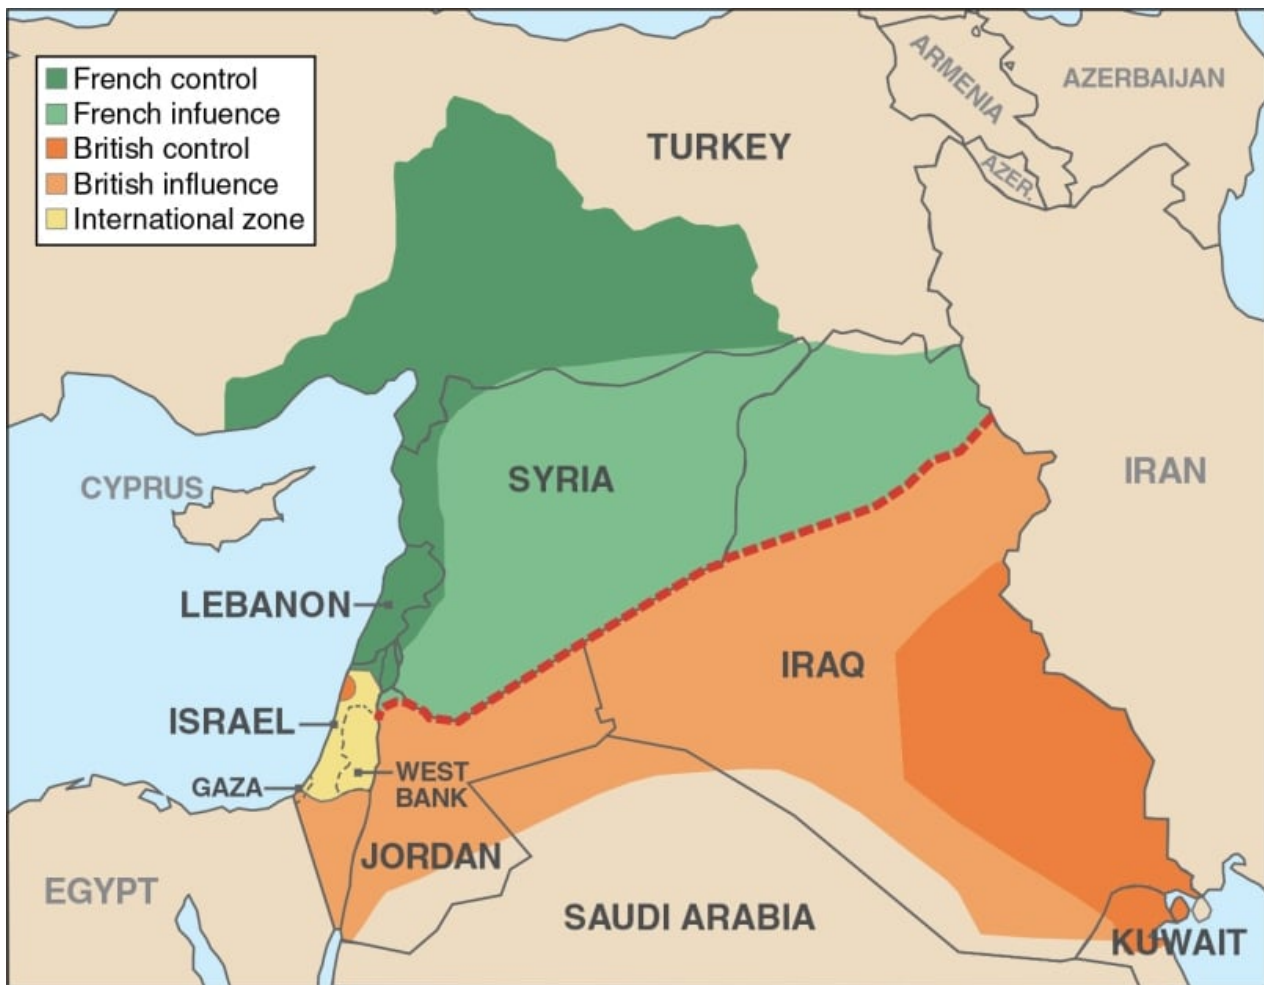 French control
French infuence
British control
British influence
International zone
TURKEY
ARMENIA
AZERBAIJAN
AZER.
CYPRUS
SYRIA
IRAN
LEBANON
IRAQ
ISRAEL
GAZA
WEST
BANK
JORDAN
EGYPT
SAUDI ARABIA
KUWAIT